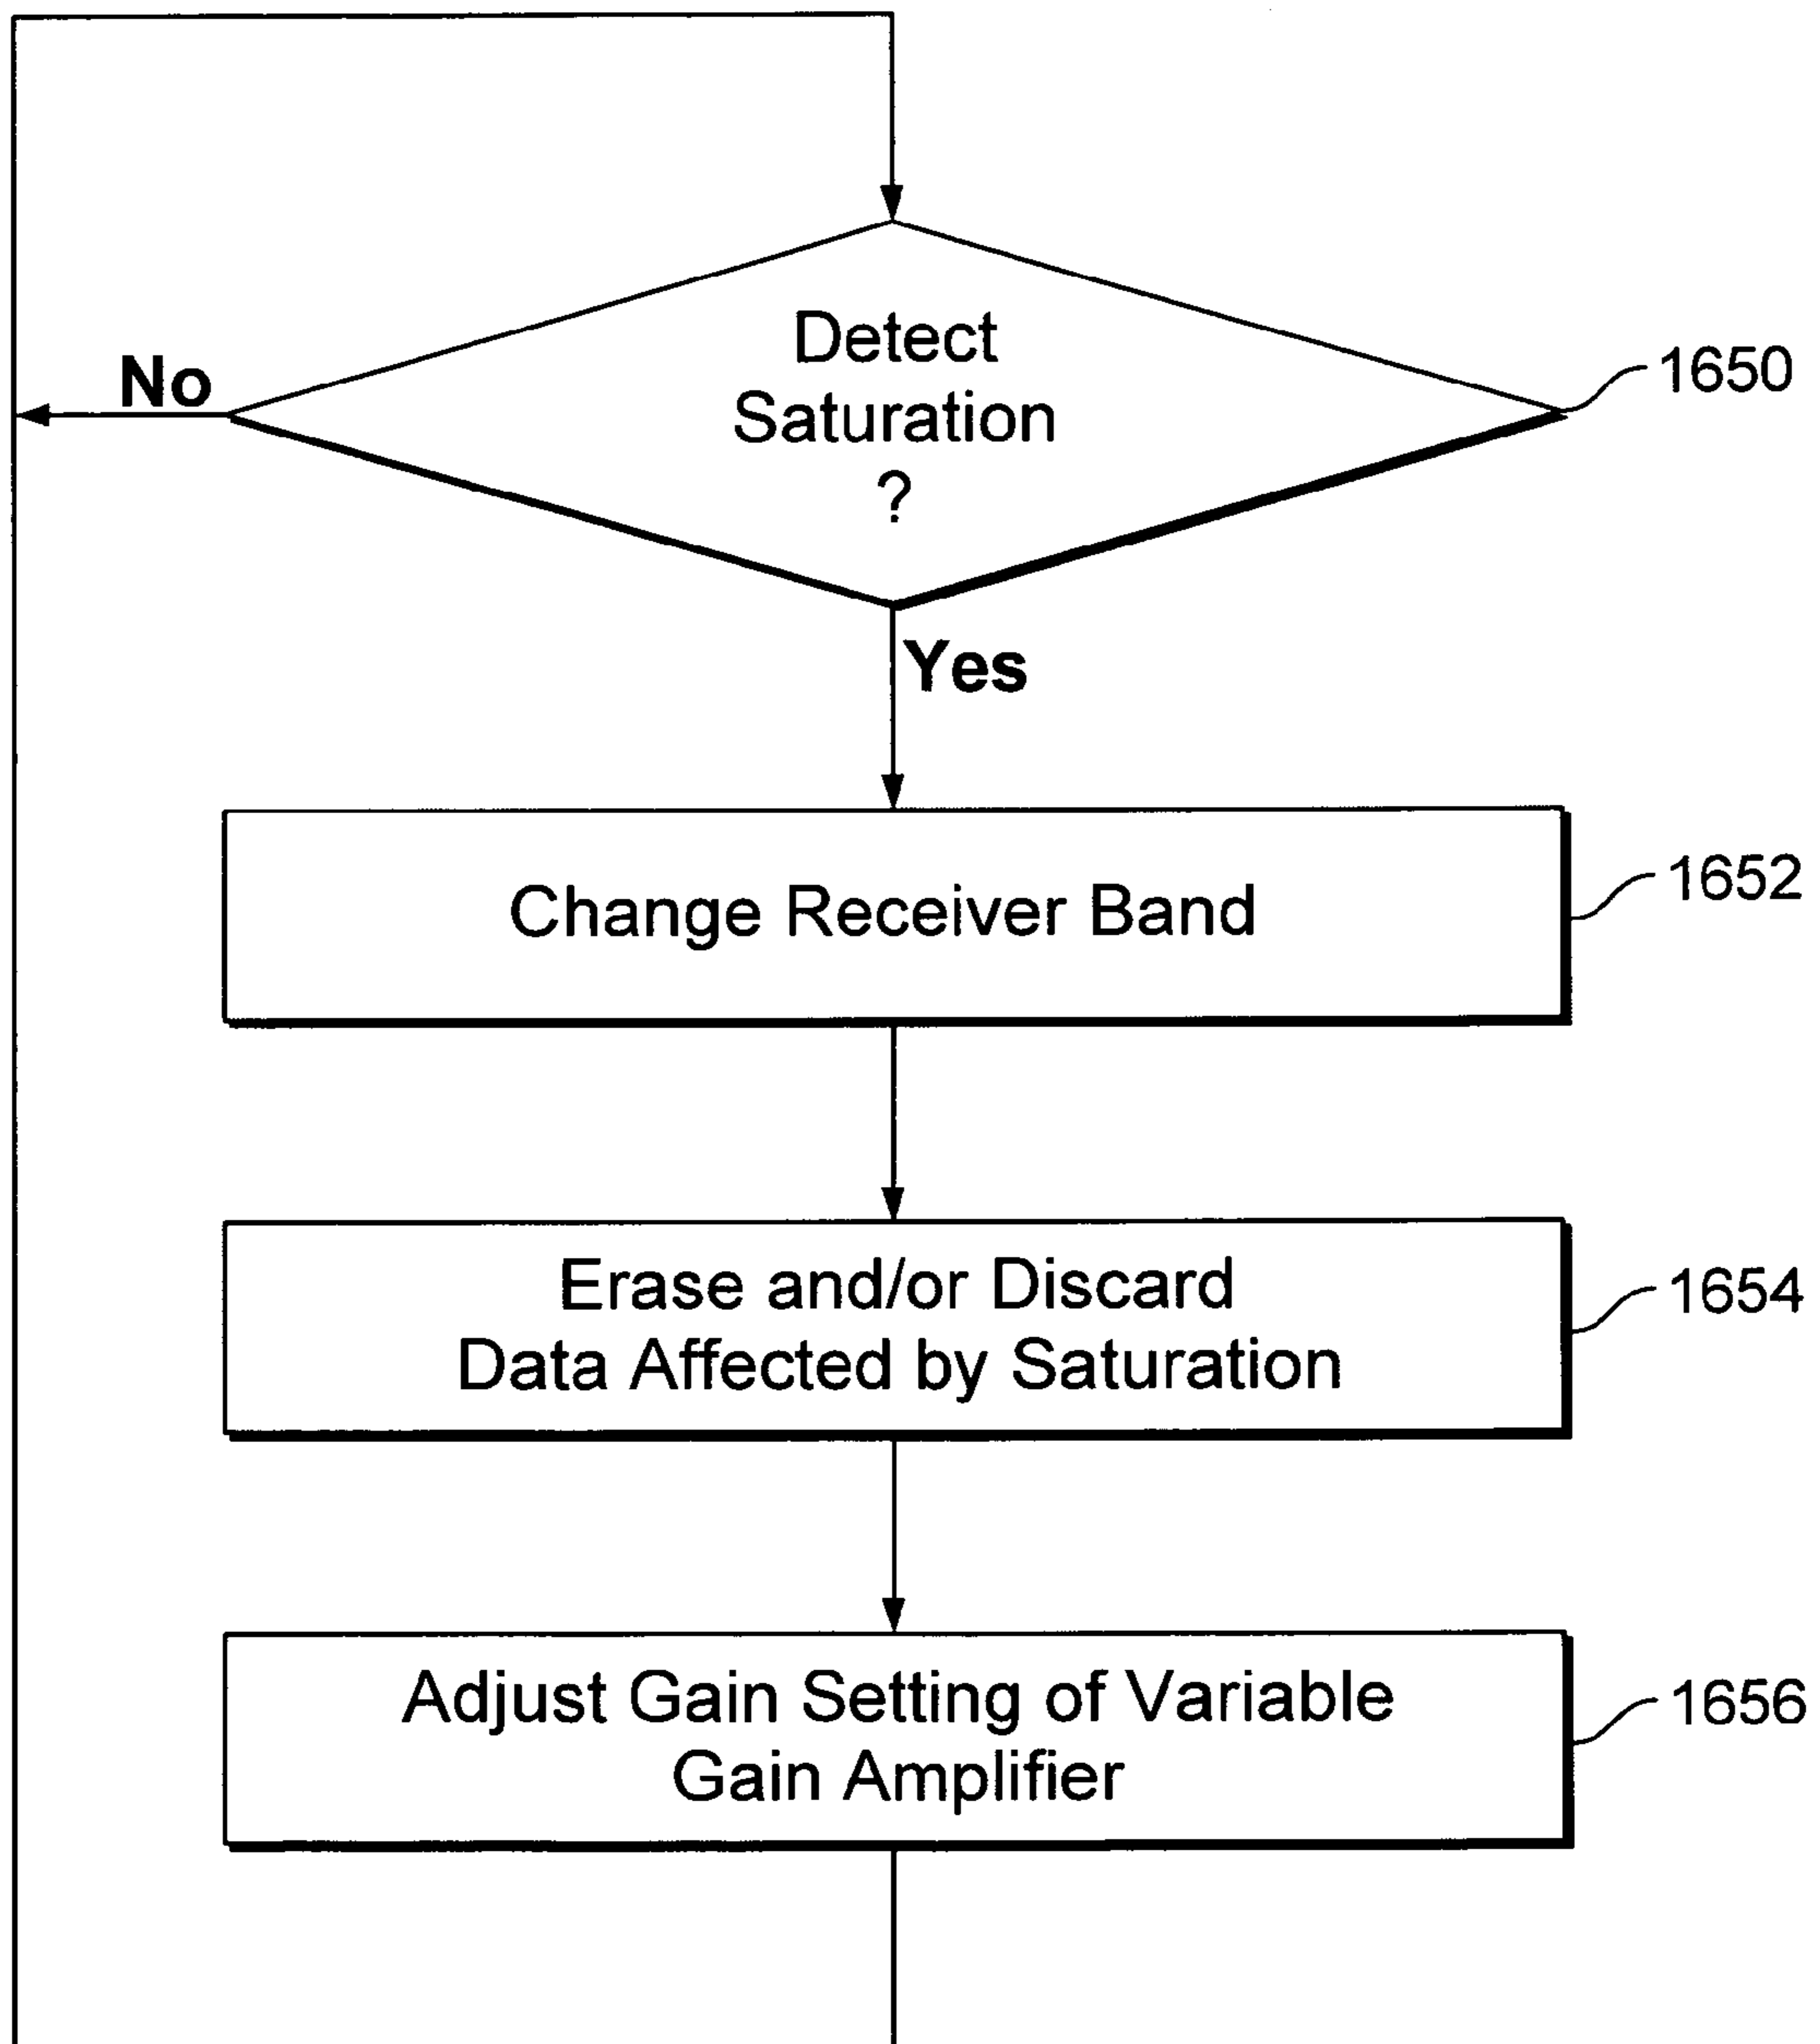 Detect
Saturation
?
1650
No
Yes
Change Receiver Band
1652
Erase and/or Discard
Data Affected by Saturation
1654
Adjust Gain Setting of Variable
Gain Amplifier
1656